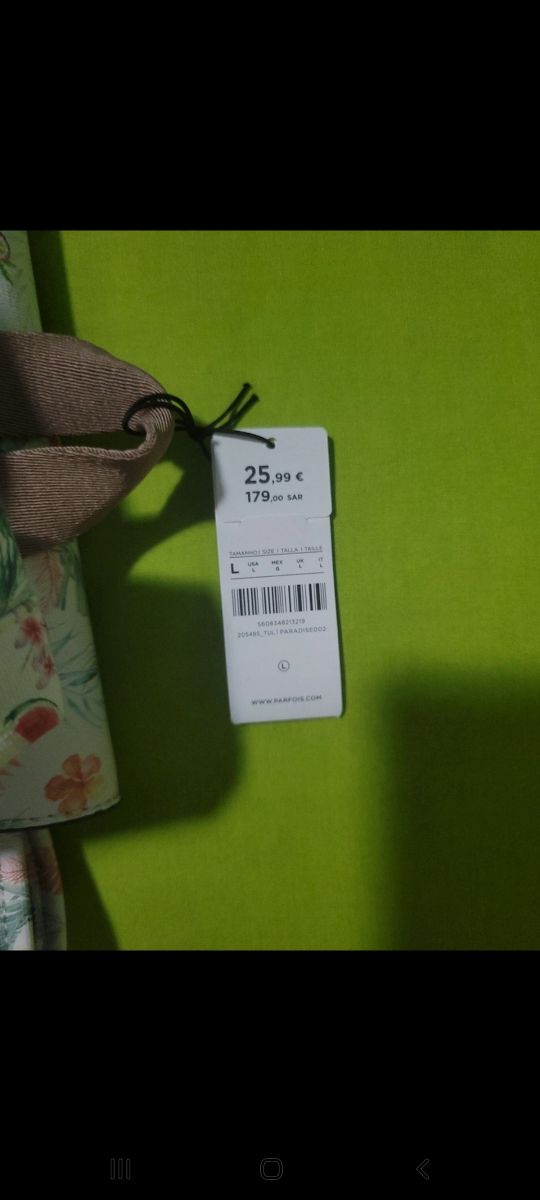 25,99 €
179,00 SAR
TAMANHO | SIZE | TALLA | TAILLE
L USA L MEX G UK L IT L
5608348213219
205485_TUL | PARADISE002
L
WWW.PARFOIS.COM